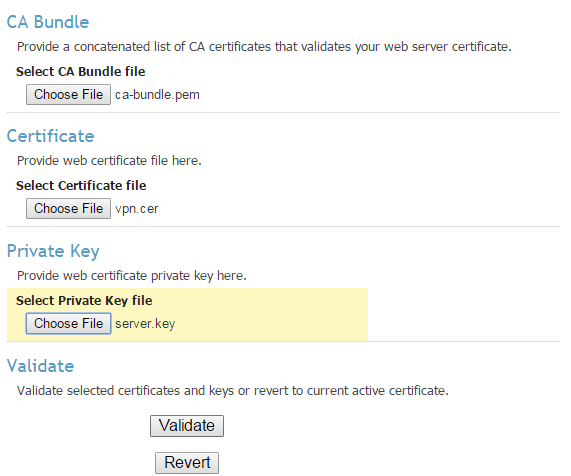 CA Bundle
Provide a concatenated list of CA certificates that validates your web server certificate.
Select CA Bundle file
Choose File ca-bundle.pem
Certificate
Provide web certificate file here.
Select Certificate file
Choose File vpn.cer
Private Key
Provide web certificate private key here.
Select Private Key file
Choose File server.key
Validate
Validate selected certificates and keys or revert to current active certificate.
Validate
Revert